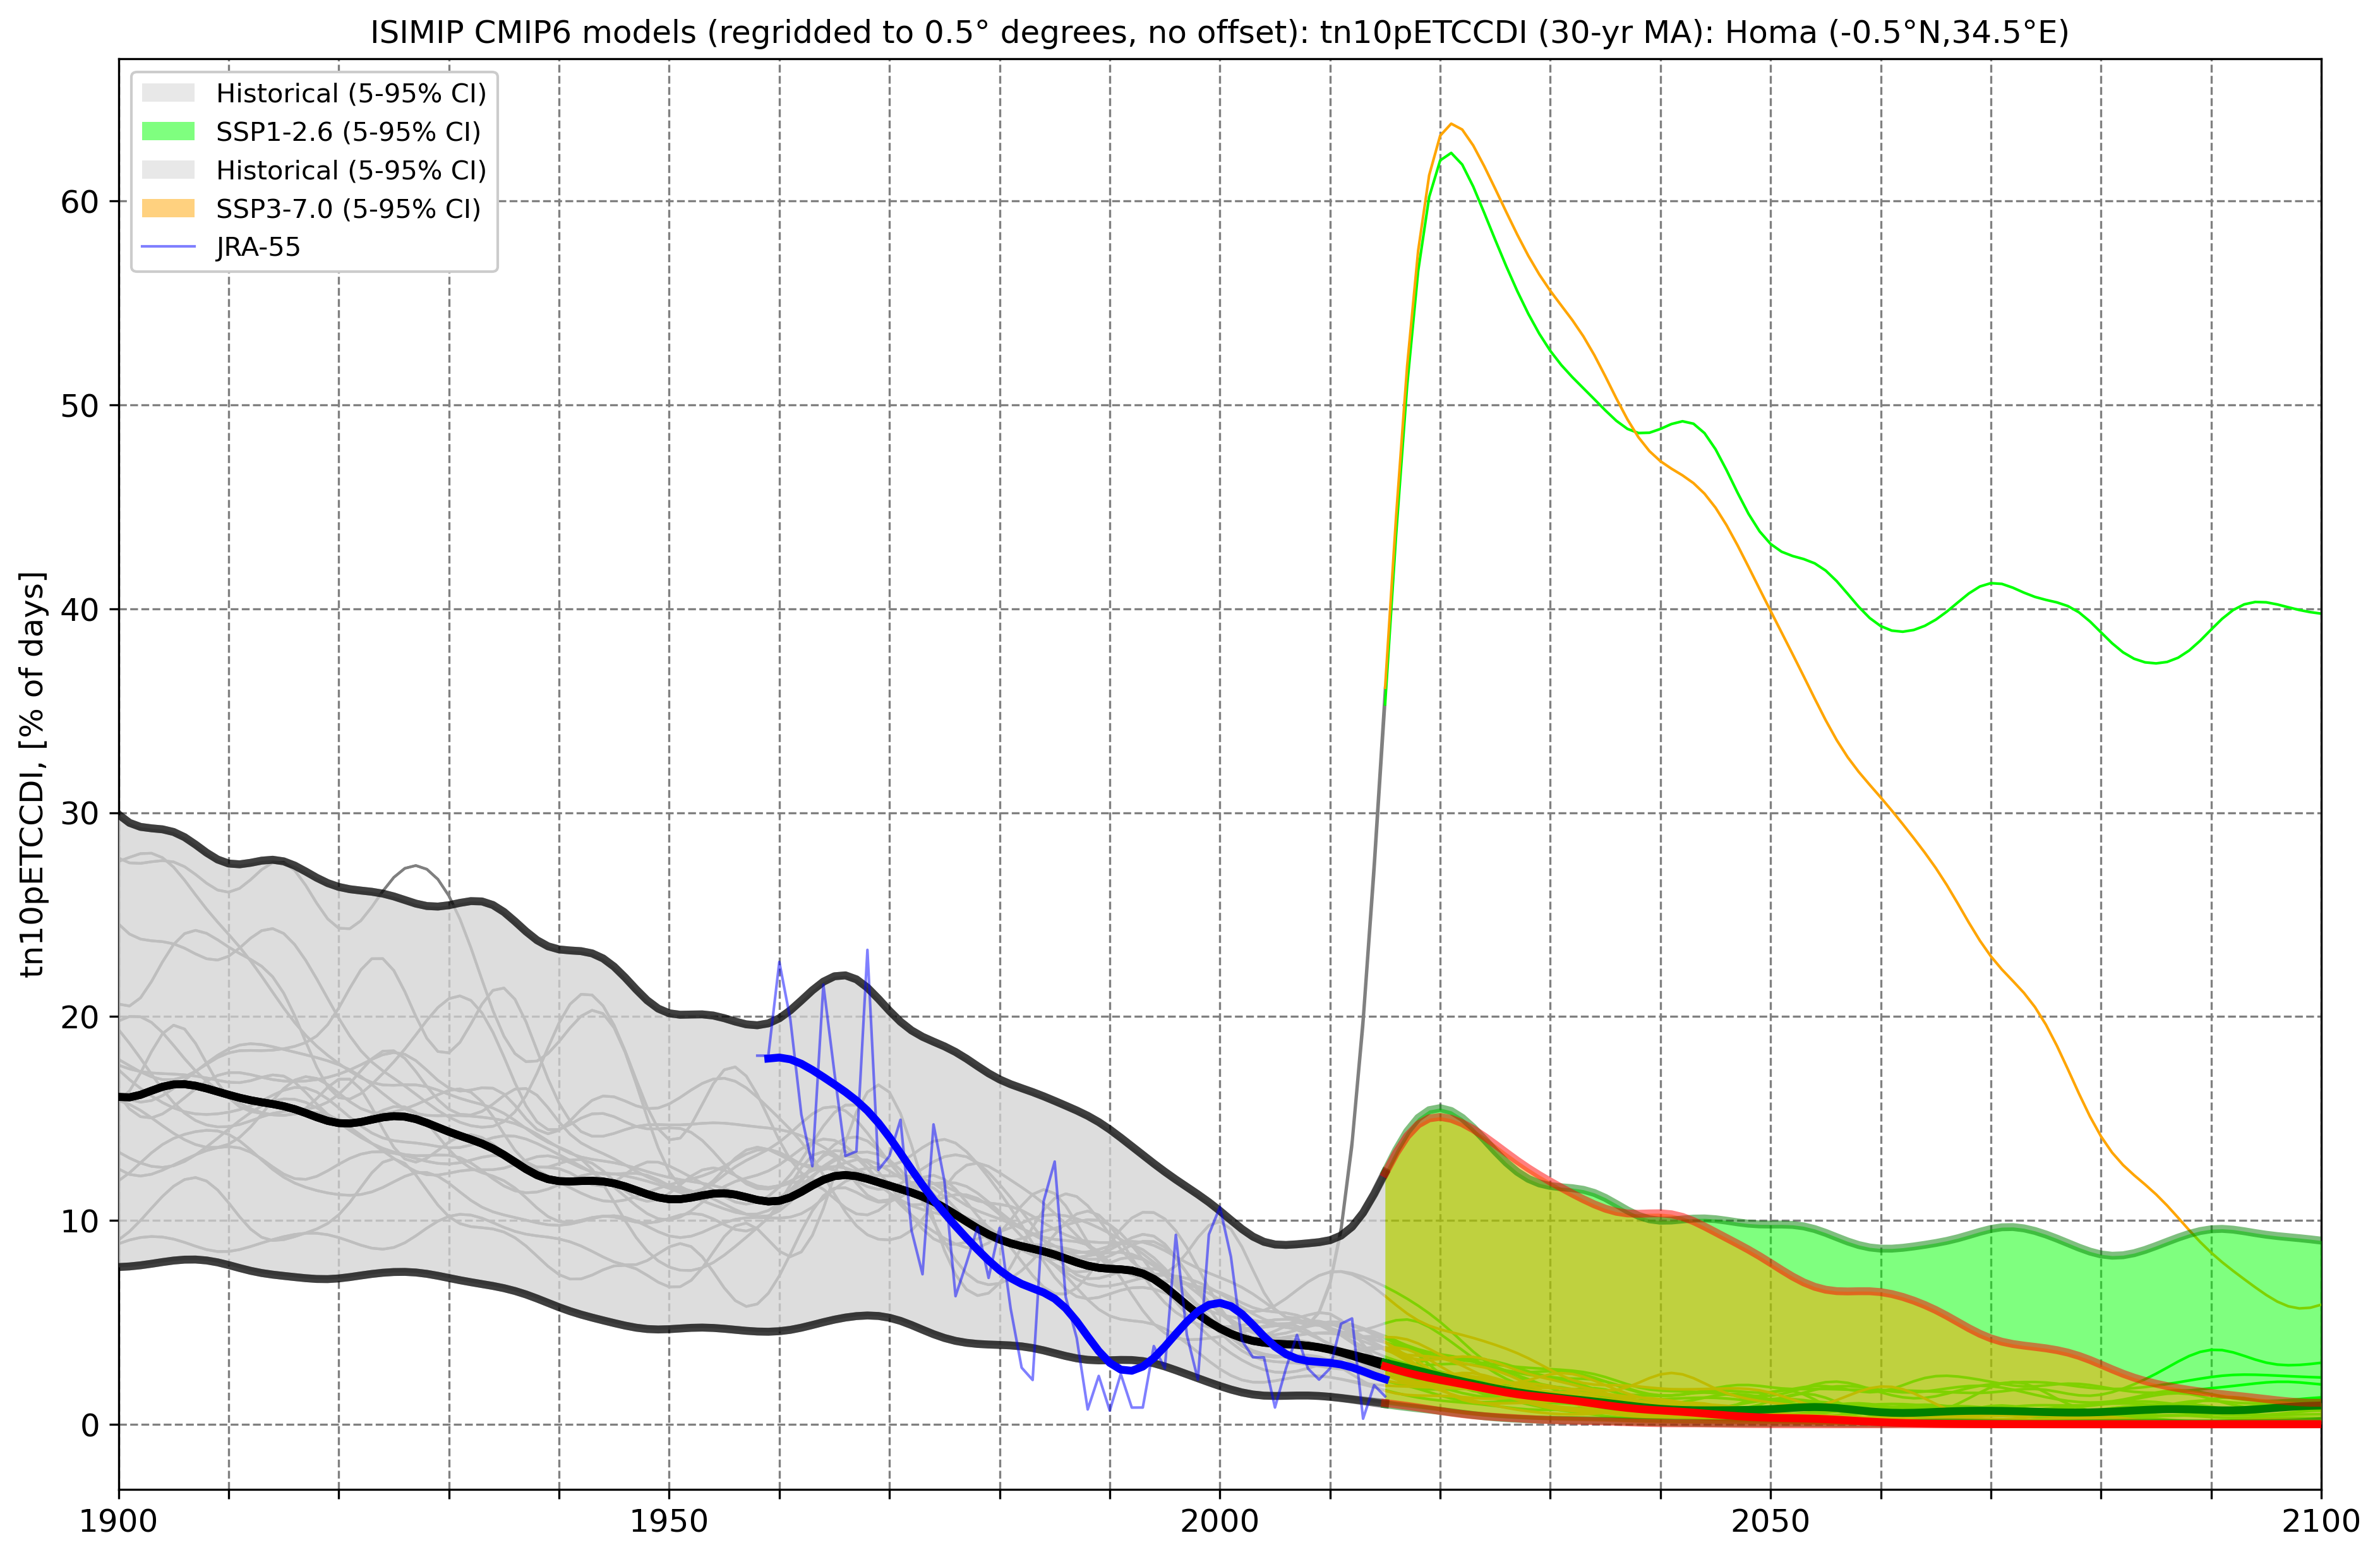 ISIMIP CMIP6 models (regridded to 0.5° degrees, no offset): tn10pETCCDI (30-yr MA): Homa (-0.5°N,34.5°E)
Historical (5-95% CI)
SSP1-2.6 (5-95% CI)
Historical (5-95% CI)
SSP3-7.0 (5-95% CI)
JRA-55
tn10pETCCDI, [% of days]
60
50
40
30
20
10
0
1900 1950 2000 2050 2100